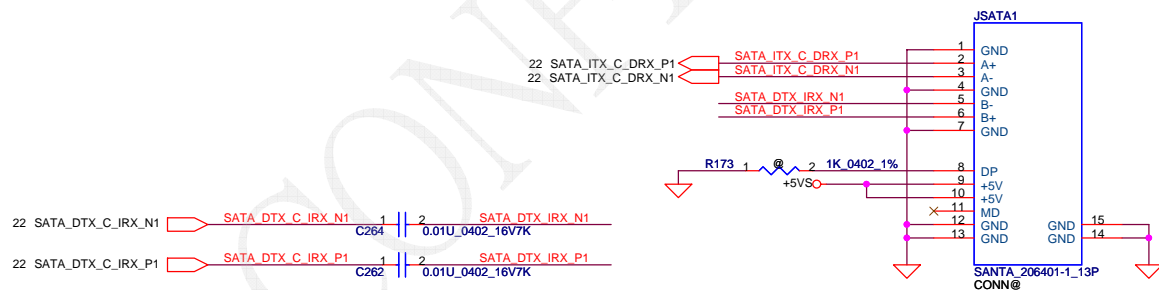 JSATA1
1 GND
22 SATA_ITX_C_DRX_P1 SATA_ITX_C_DRX_P1 2 A+
22 SATA_ITX_C_DRX_N1 SATA_ITX_C_DRX_N1 3 A-
4 GND
SATA_DTX_IRX_N1 5 B-
SATA_DTX_IRX_P1 6 B+
7 GND
R173 1 @ 2 1K_0402_1% 8 DP
+5VS 9 +5V
10 +5V
11 MD
12 GND GND 15
13 GND GND 14
SANTA_206401-1_13P
CONN@
22 SATA_DTX_C_IRX_N1 SATA_DTX_C_IRX_N1 1 2 SATA_DTX_IRX_N1
C264 0.01U_0402_16V7K
22 SATA_DTX_C_IRX_P1 SATA_DTX_C_IRX_P1 1 2 SATA_DTX_IRX_P1
C262 0.01U_0402_16V7K